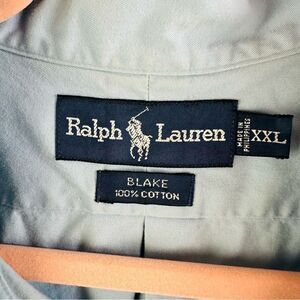 Ralph Lauren
MADE IN
PHILIPPINES
XXL
BLAKE
100% COTTON